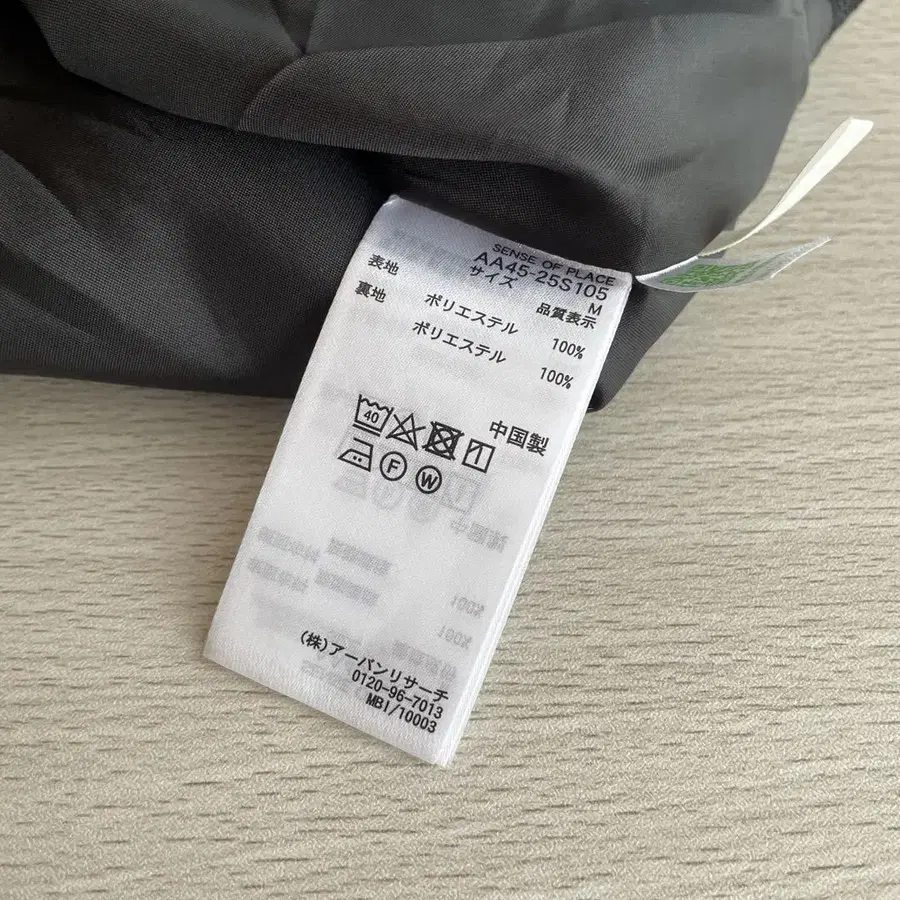 SENSE OF PLACE
AA45-25S105
サイズ M
品質表示
表地 ポリエステル 100%
裏地 ポリエステル 100%
40
中国製
F W
(株)アーバンリサーチ
0120-96-7013
MBI/10003